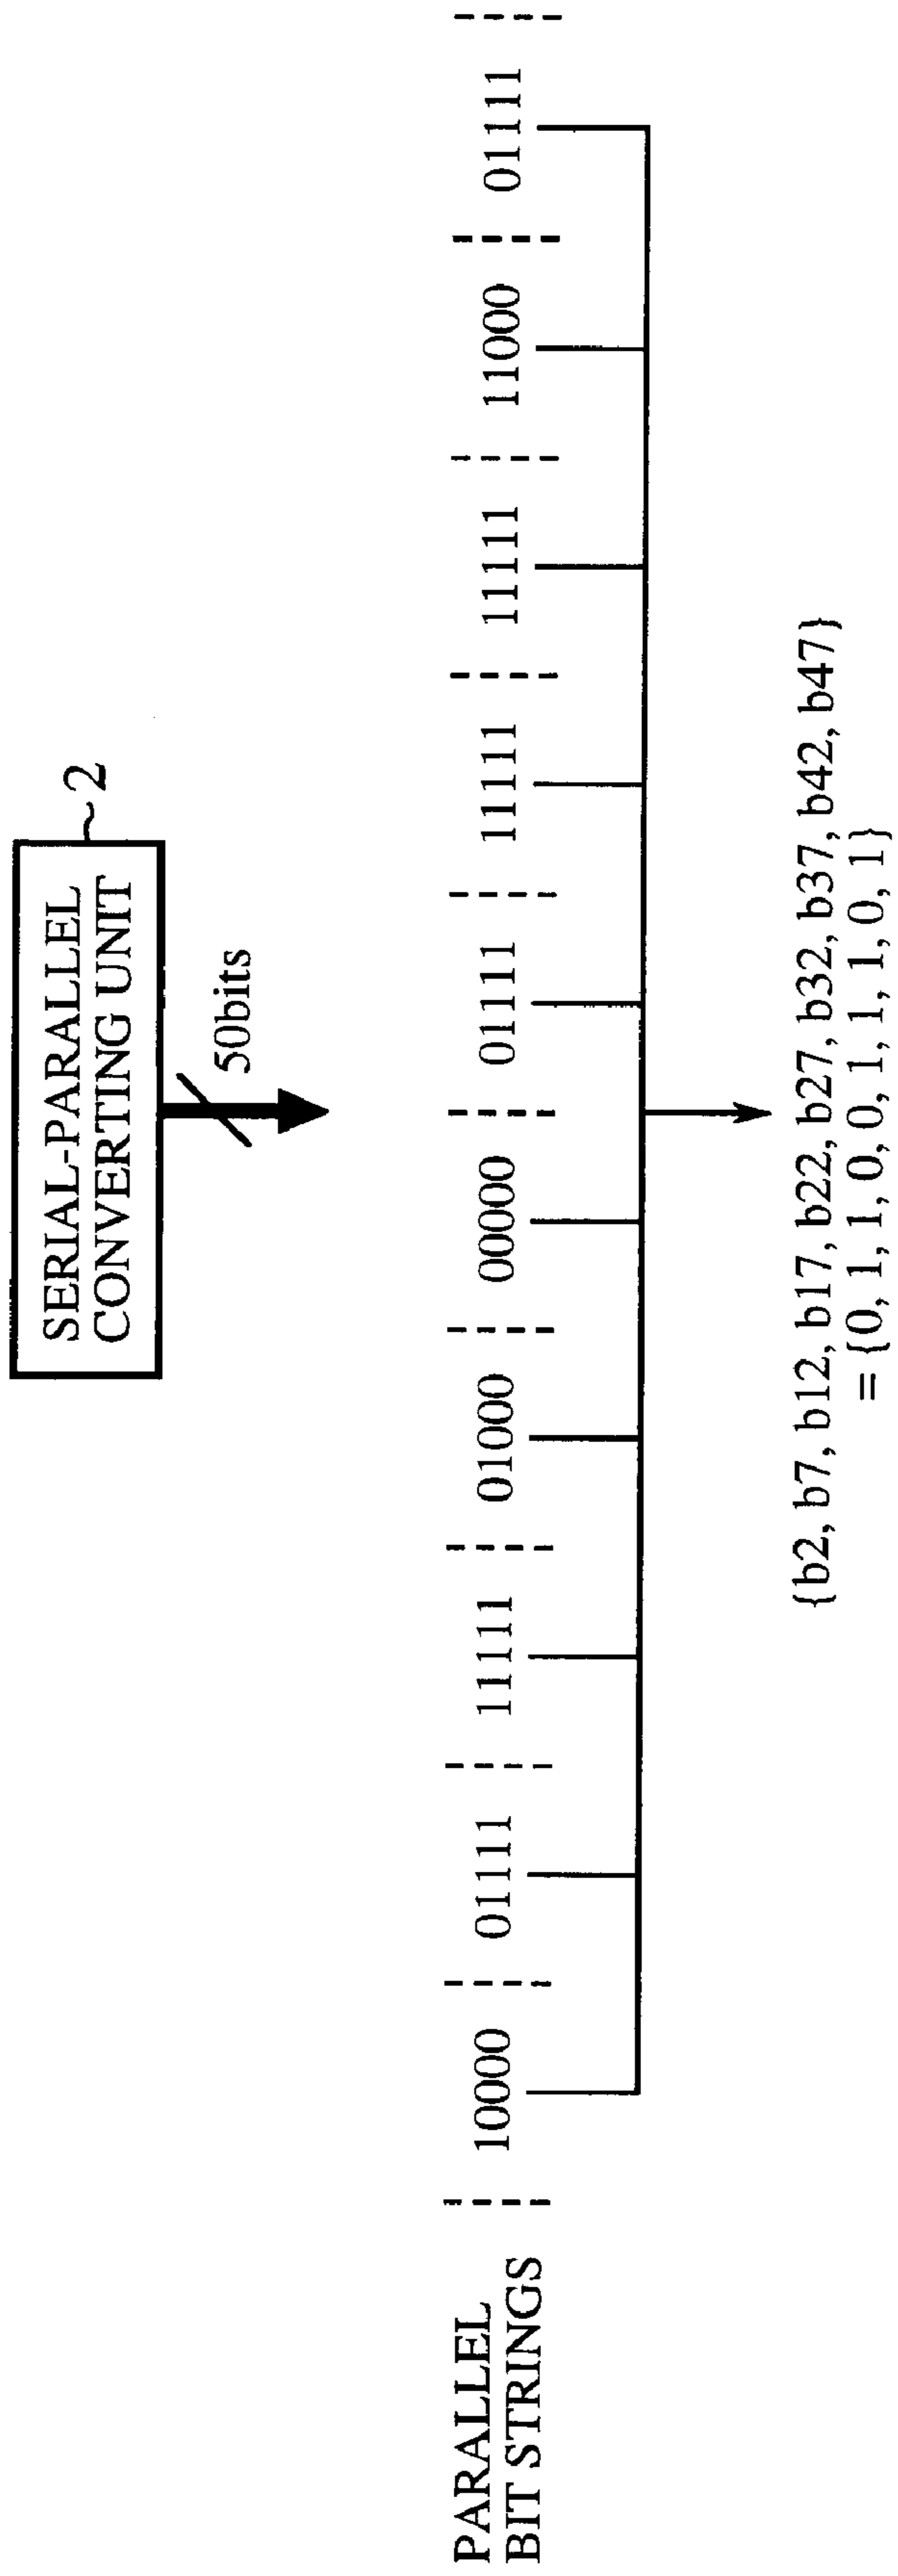 SERIAL-PARALLEL
CONVERTING UNIT
2
50bits
PARALLEL
BIT STRINGS
10000 01111 11111 01000 00000 01111 11111 11111 11000 01111
{b2, b7, b12, b17, b22, b27, b32, b37, b42, b47}
= {0, 1, 1, 0, 0, 1, 1, 1, 0, 1}